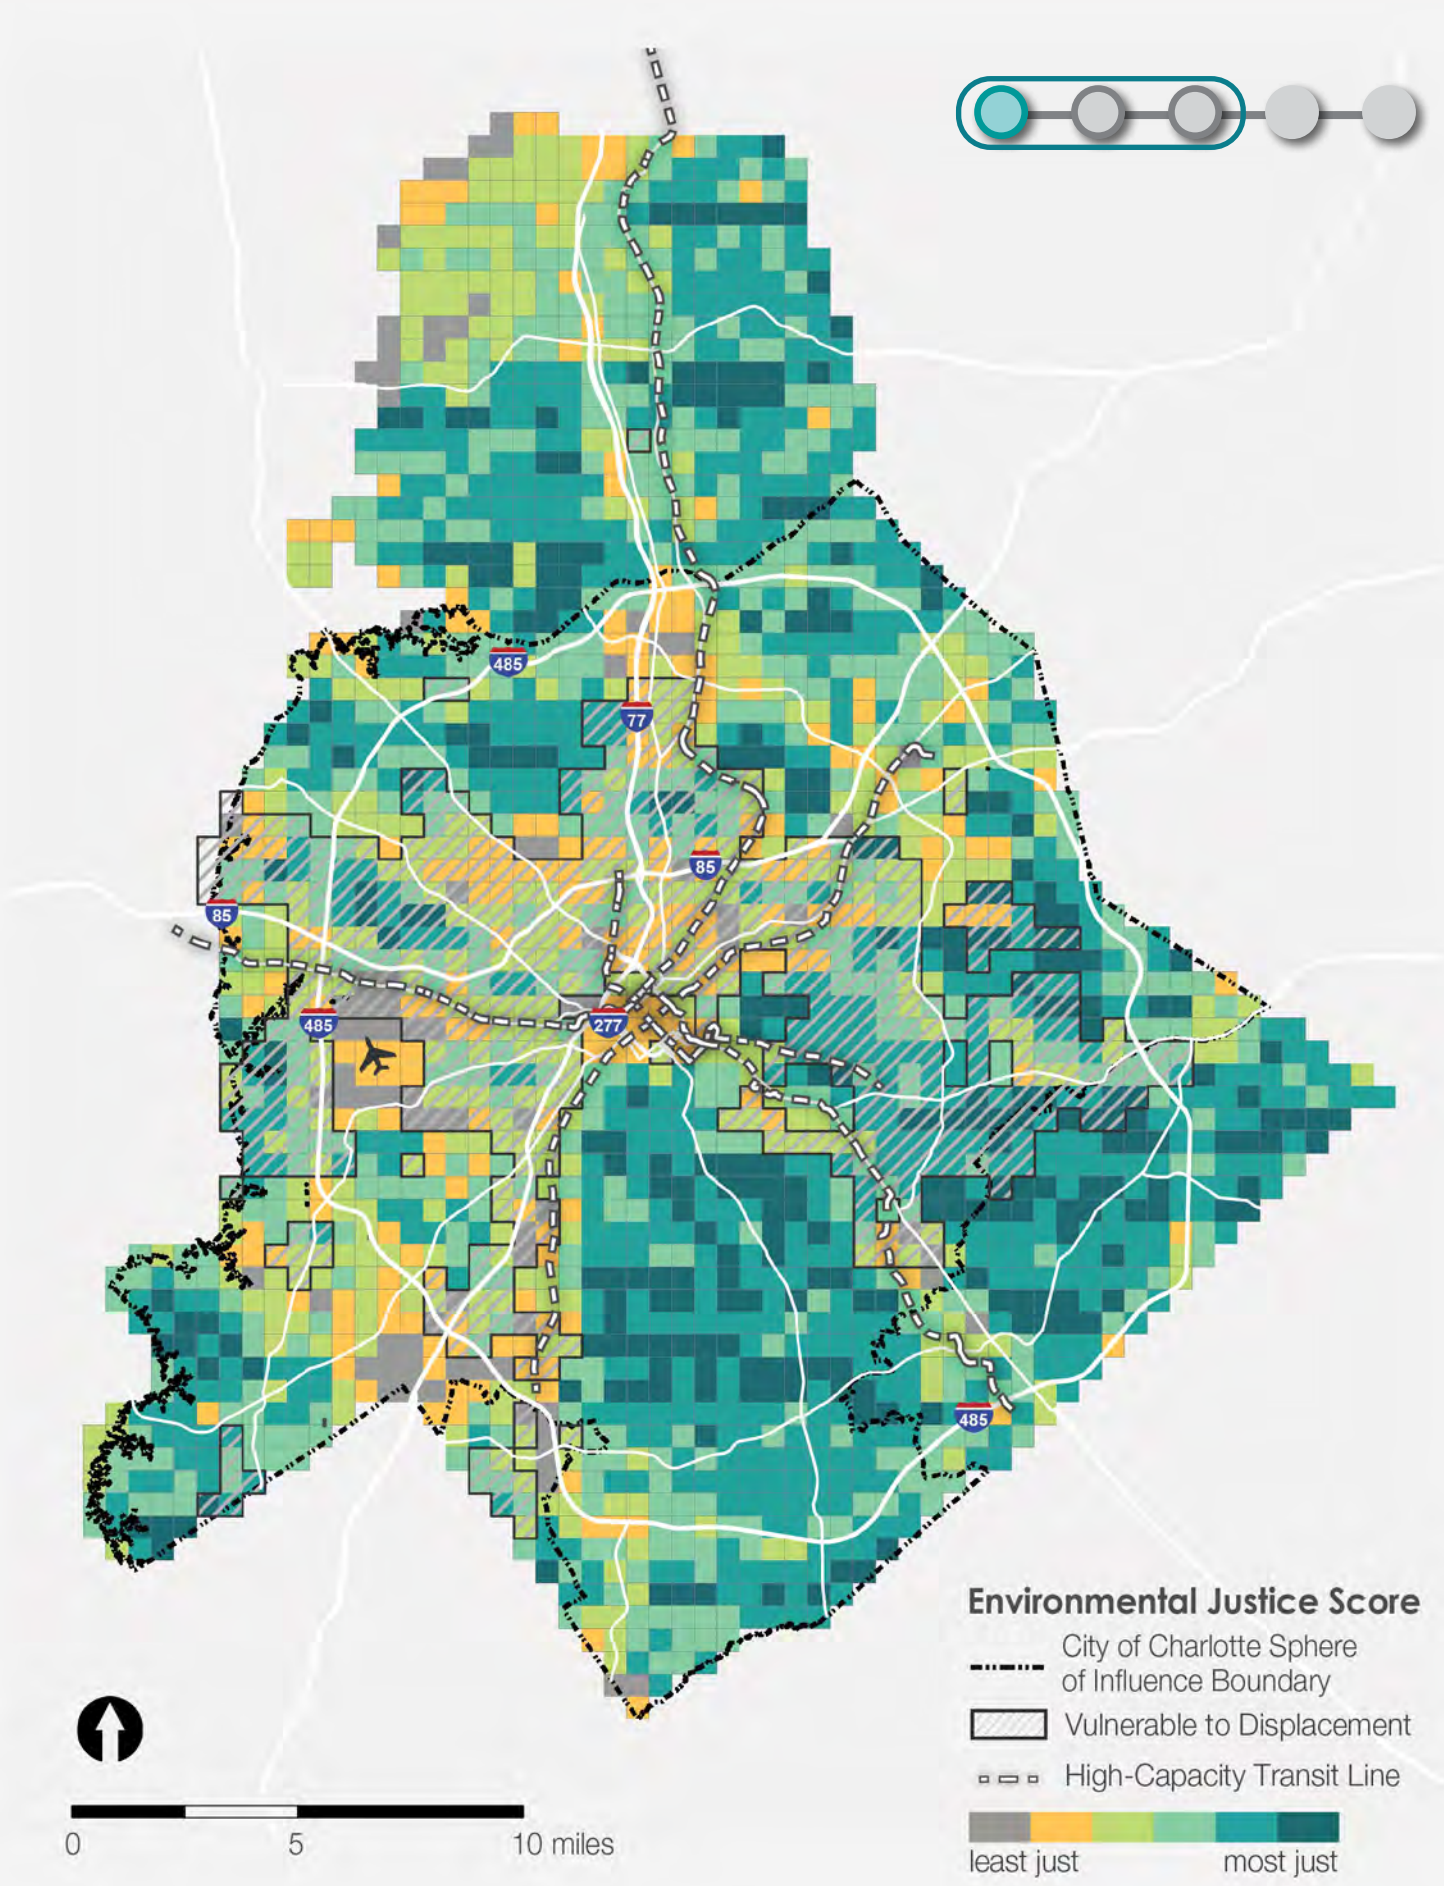 485
77
85
85
485
277
485
Environmental Justice Score
City of Charlotte Sphere
of Influence Boundary
Vulnerable to Displacement
High-Capacity Transit Line
least just most just
0 5 10 miles